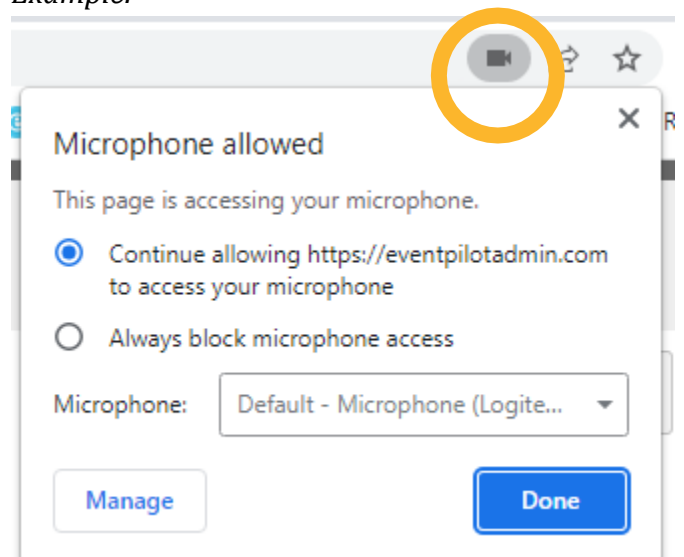 Example:
Microphone allowed
R
This page is accessing your microphone.
Continue allowing https://eventpilotadmin.com
to access your microphone
Always block microphone access
Microphone: Default - Microphone (Logite...
Manage Done